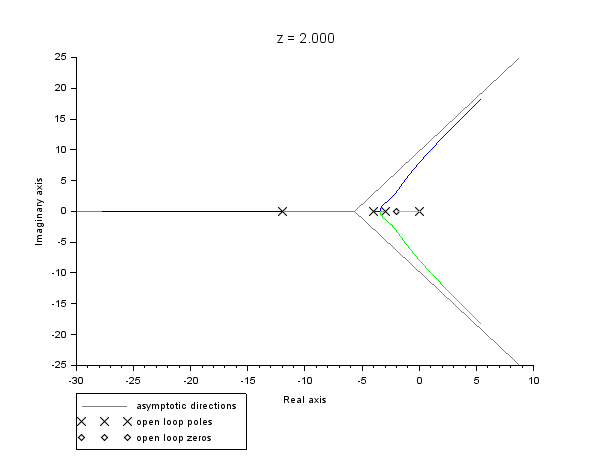 z = 2.000
25
20
15
10
5
0
-5
-10
-15
-20
-25
Imaginary axis
-30 -25 -20 -15 -10 -5 0 5 10
Real axis
asymptotic directions
open loop poles
open loop zeros